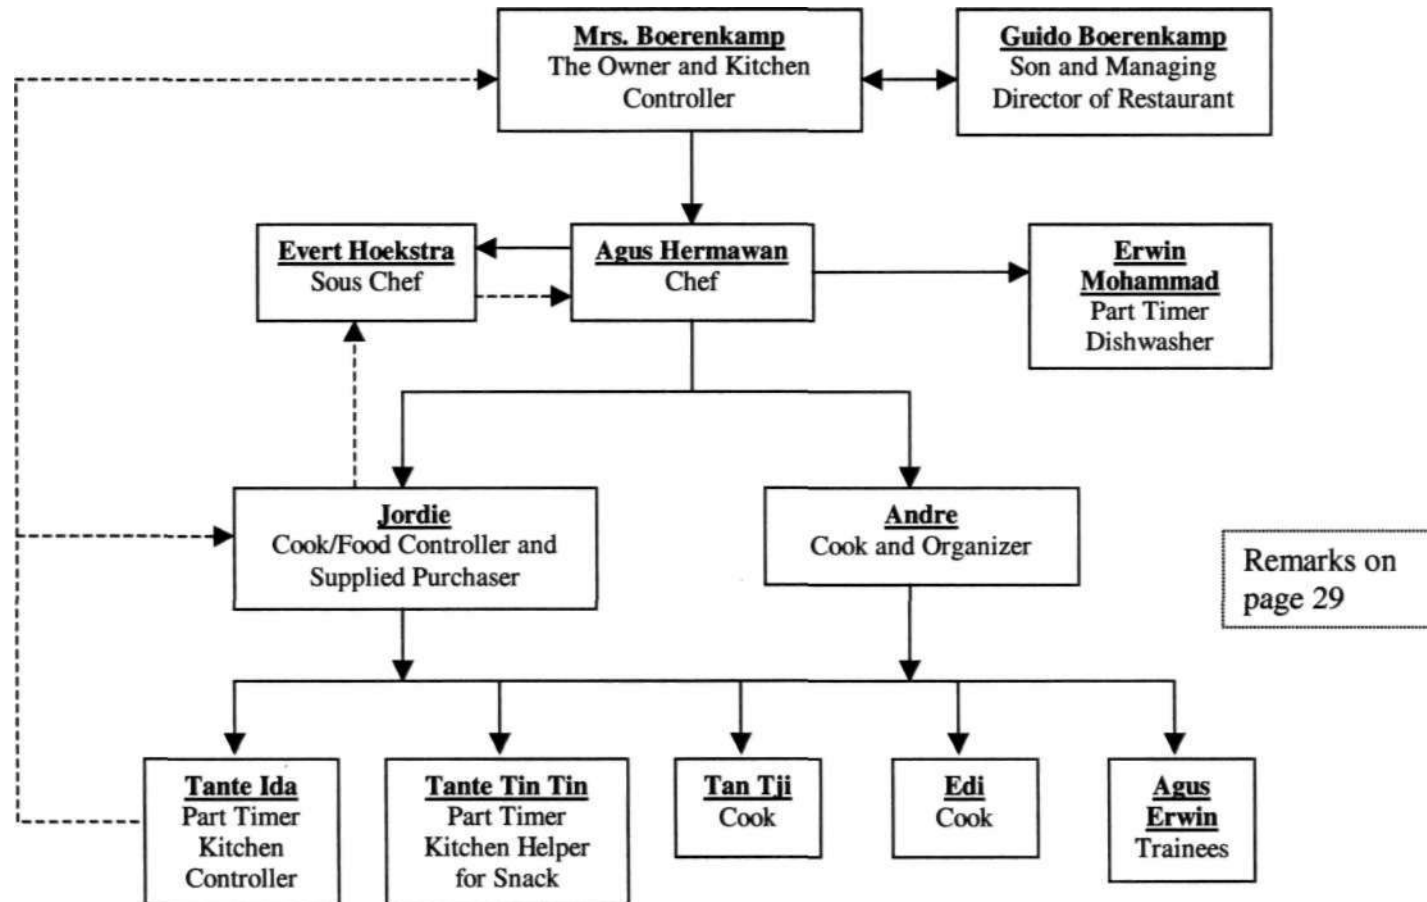 Mrs. Boerenkamp
The Owner and Kitchen
Controller
Guido Boerenkamp
Son and Managing
Director of Restaurant
Evert Hoekstra
Sous Chef
Agus Hermawan
Chef
Erwin
Mohammad
Part Timer
Dishwasher
Jordie
Cook/Food Controller and
Supplied Purchaser
Andre
Cook and Organizer
Remarks on
page 29
Tante Ida
Part Timer
Kitchen
Controller
Tante Tin Tin
Part Timer
Kitchen Helper
for Snack
Tan Tji
Cook
Edi
Cook
Agus
Erwin
Trainees